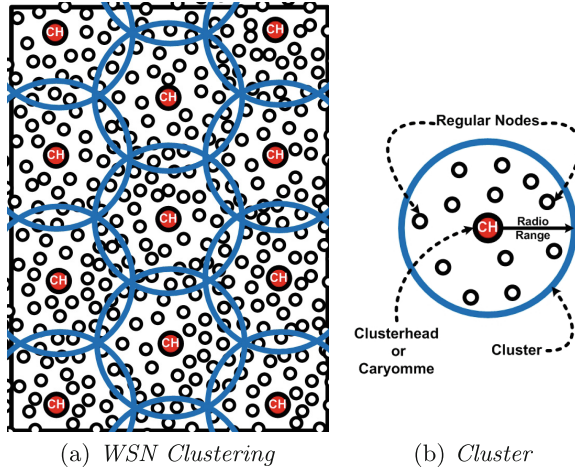 CH
CH
CH
CH
CH
CH
CH
CH
CH
CH
CH
Regular Nodes
CH
Radio
Range
Clusterhead
or
Caryomme
Cluster
(a) WSN Clustering
(b) Cluster